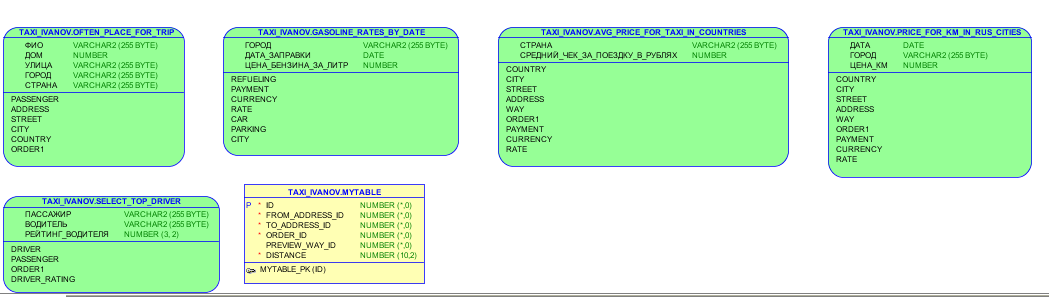 TAXI_IVANOV.OFTEN_PLACE_FOR_TRIP
ФИО VARCHAR2 (255 BYTE)
ДОМ NUMBER
УЛИЦА VARCHAR2 (255 BYTE)
ГОРОД VARCHAR2 (255 BYTE)
СТРАНА VARCHAR2 (255 BYTE)
PASSENGER
ADDRESS
STREET
CITY
COUNTRY
ORDER1
TAXI_IVANOV.GASOLINE_RATES_BY_DATE
ГОРОД VARCHAR2 (255 BYTE)
ДАТА_ЗАПРАВКИ DATE
ЦЕНА_БЕНЗИНА_ЗА_ЛИТР NUMBER
REFUELING
PAYMENT
CURRENCY
RATE
CAR
PARKING
CITY
TAXI_IVANOV.AVG_PRICE_FOR_TAXI_IN_COUNTRIES
СТРАНА VARCHAR2 (255 BYTE)
СРЕДНИЙ_ЧЕК_ЗА_ПОЕЗДКУ_В_РУБЛЯХ NUMBER
COUNTRY
CITY
STREET
ADDRESS
WAY
ORDER1
PAYMENT
CURRENCY
RATE
TAXI_IVANOV.PRICE_FOR_KM_IN_RUS_CITIES
ДАТА DATE
ГОРОД VARCHAR2 (255 BYTE)
ЦЕНА_КМ NUMBER
COUNTRY
CITY
STREET
ADDRESS
WAY
ORDER1
PAYMENT
CURRENCY
RATE
TAXI_IVANOV.SELECT_TOP_DRIVER
ПАССАЖИР VARCHAR2 (255 BYTE)
ВОДИТЕЛЬ VARCHAR2 (255 BYTE)
РЕЙТИНГ_ВОДИТЕЛЯ NUMBER (3, 2)
DRIVER
PASSENGER
ORDER1
DRIVER_RATING
TAXI_IVANOV.MYTABLE
P * ID NUMBER (*,0)
* FROM_ADDRESS_ID NUMBER (*,0)
* TO_ADDRESS_ID NUMBER (*,0)
* ORDER_ID NUMBER (*,0)
PREVIEW_WAY_ID NUMBER (*,0)
* DISTANCE NUMBER (10,2)
MYTABLE_PK (ID)